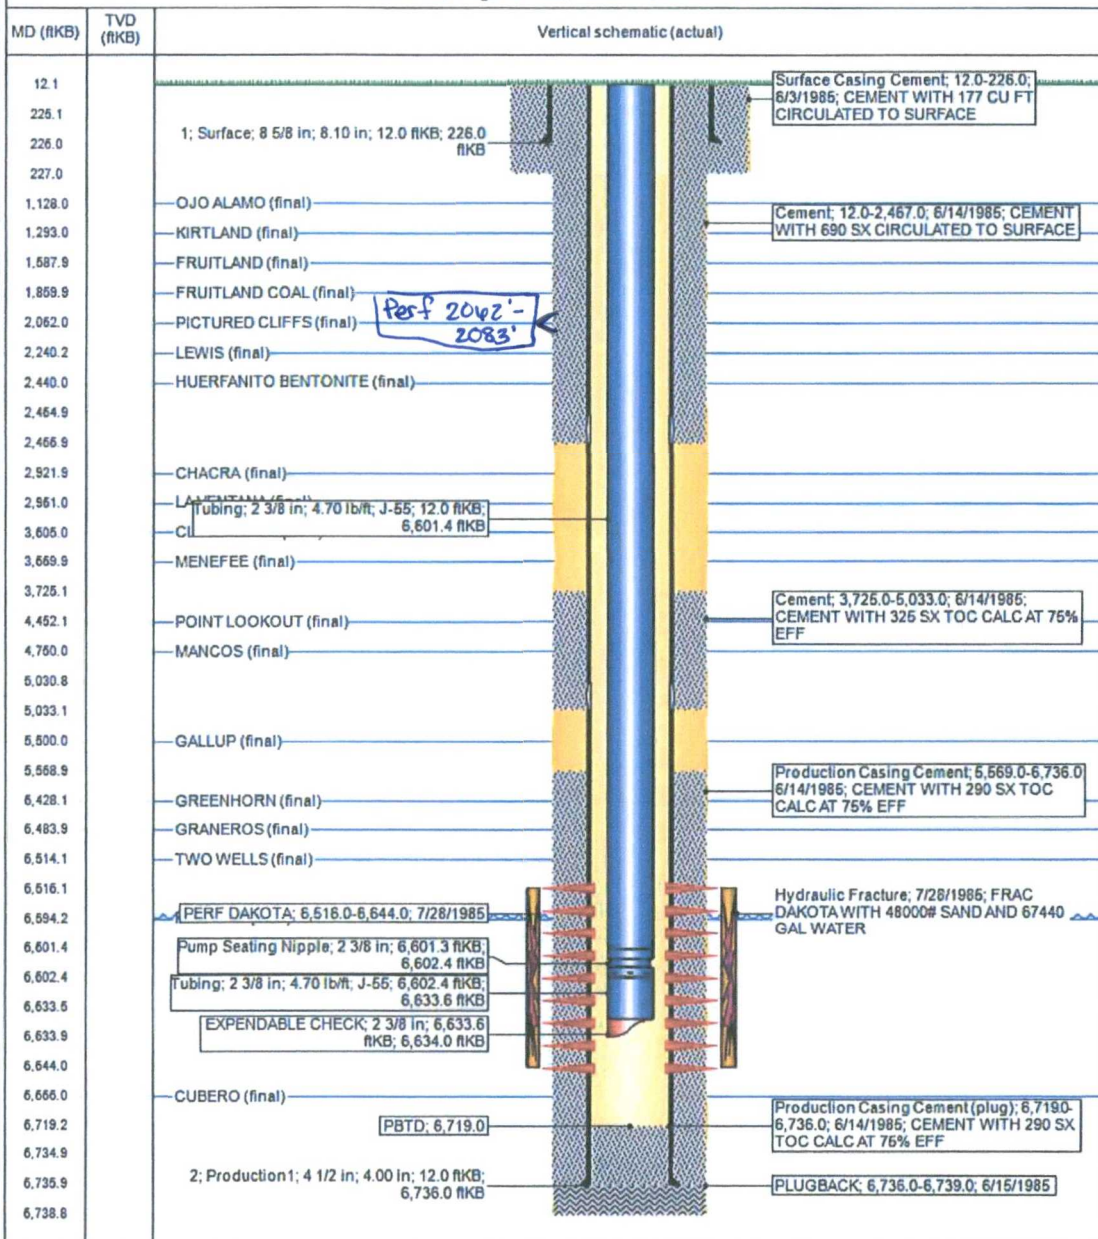 MD (ftKB)
TVD
(ftKB)
Vertical schematic (actual)
12.1
225.1
226.0
227.0
1,128.0
1,293.0
1,587.9
1,859.9
2,062.0
2,240.2
2,440.0
2,464.9
2,466.9
2,921.9
2,961.0
3,605.0
3,669.9
3,725.1
4,452.1
4,760.0
5,030.8
5,033.1
5,500.0
5,568.9
6,428.1
6,483.9
6,514.1
6,516.1
6,594.2
6,601.4
6,602.4
6,633.5
6,633.9
6,644.0
6,666.0
6,719.2
6,734.9
6,735.9
6,738.8
Surface Casing Cement; 12.0-226.0;
6/3/1985; CEMENT WITH 177 CU FT
CIRCULATED TO SURFACE
1; Surface; 8 5/8 in; 8.10 in; 12.0 ftKB; 226.0
ftKB
OJO ALAMO (final)
Cement; 12.0-2,467.0; 6/14/1985; CEMENT
WITH 690 SX CIRCULATED TO SURFACE
KIRTLAND (final)
FRUITLAND (final)
FRUITLAND COAL (final)
Perf 2062'-
2083'
PICTURED CLIFFS (final)
LEWIS (final)
HUERFANITO BENTONITE (final)
CHACRA (final)
Tubing; 2 3/8 in; 4.70 lb/ft; J-55; 12.0 ftKB;
6,601.4 ftKB
MENEFEE (final)
Cement; 3,725.0-5,033.0; 6/14/1985;
CEMENT WITH 325 SX TOC CALC AT 75%
EFF
POINT LOOKOUT (final)
MANCOS (final)
GALLUP (final)
Production Casing Cement; 5,569.0-6,736.0
6/14/1985; CEMENT WITH 290 SX TOC
CALC AT 75% EFF
GREENHORN (final)
GRANEROS (final)
TWO WELLS (final)
Hydraulic Fracture; 7/28/1985; FRAC
DAKOTA WITH 48000# SAND AND 67440
GAL WATER
PERF DAKOTA; 6,516.0-6,644.0; 7/28/1985
Pump Seating Nipple; 2 3/8 in; 6,601.3 ftKB;
6,602.4 ftKB
Tubing; 2 3/8 in; 4.70 lb/ft; J-55; 6,602.4 ftKB;
6,633.6 ftKB
EXPENDABLE CHECK; 2 3/8 in; 6,633.6
ftKB; 6,634.0 ftKB
CUBERO (final)
PBTD; 6,719.0
Production Casing Cement (plug); 6,719.0-
6,736.0; 6/14/1985; CEMENT WITH 290 SX
TOC CALC AT 75% EFF
2; Production1; 4 1/2 in; 4.00 in; 12.0 ftKB;
6,736.0 ftKB
PLUGBACK; 6,736.0-6,739.0; 6/15/1985